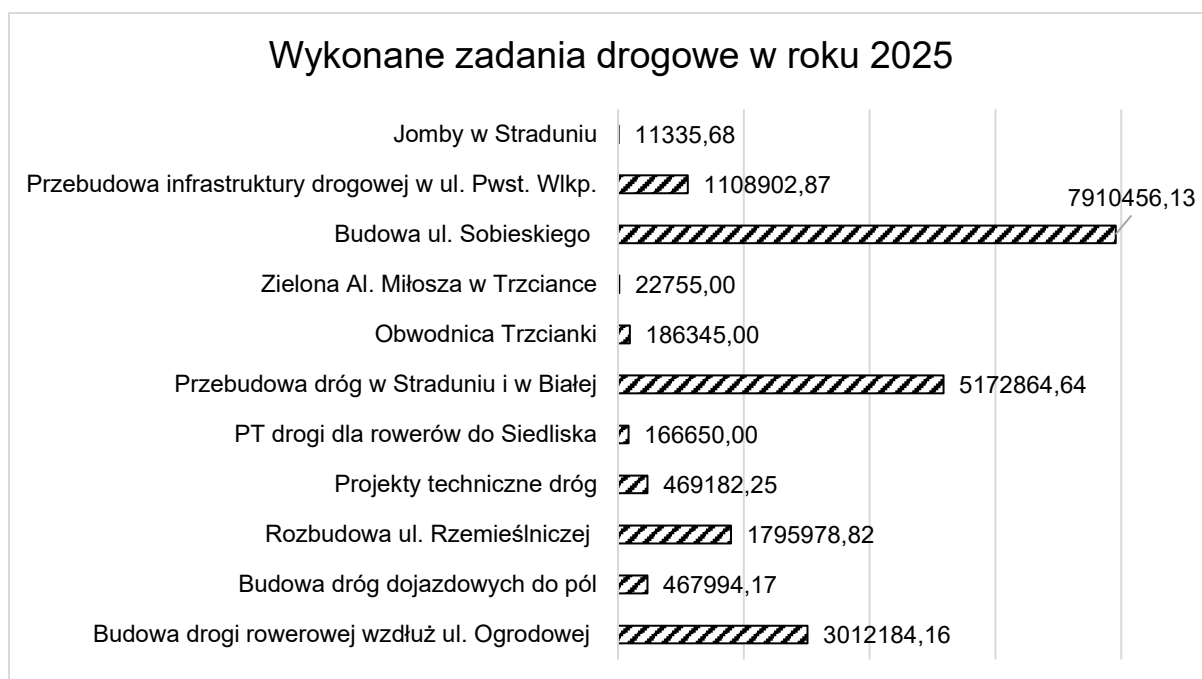 Wykonane zadania drogowe w roku 2025
Jomby w Straduniu 11335,68
Przebudowa infrastruktury drogowej w ul. Pwst. Wlkp. 1108902,87
Budowa ul. Sobieskiego 7910456,13
Zielona Al. Miłosza w Trzciance 22755,00
Obwodnica Trzcianki 186345,00
Przebudowa dróg w Straduniu i w Białej 5172864,64
PT drogi dla rowerów do Siedliska 166650,00
Projekty techniczne dróg 469182,25
Rozbudowa ul. Rzemieślniczej 1795978,82
Budowa dróg dojazdowych do pól 467994,17
Budowa drogi rowerowej wzdłuż ul. Ogrodowej 3012184,16